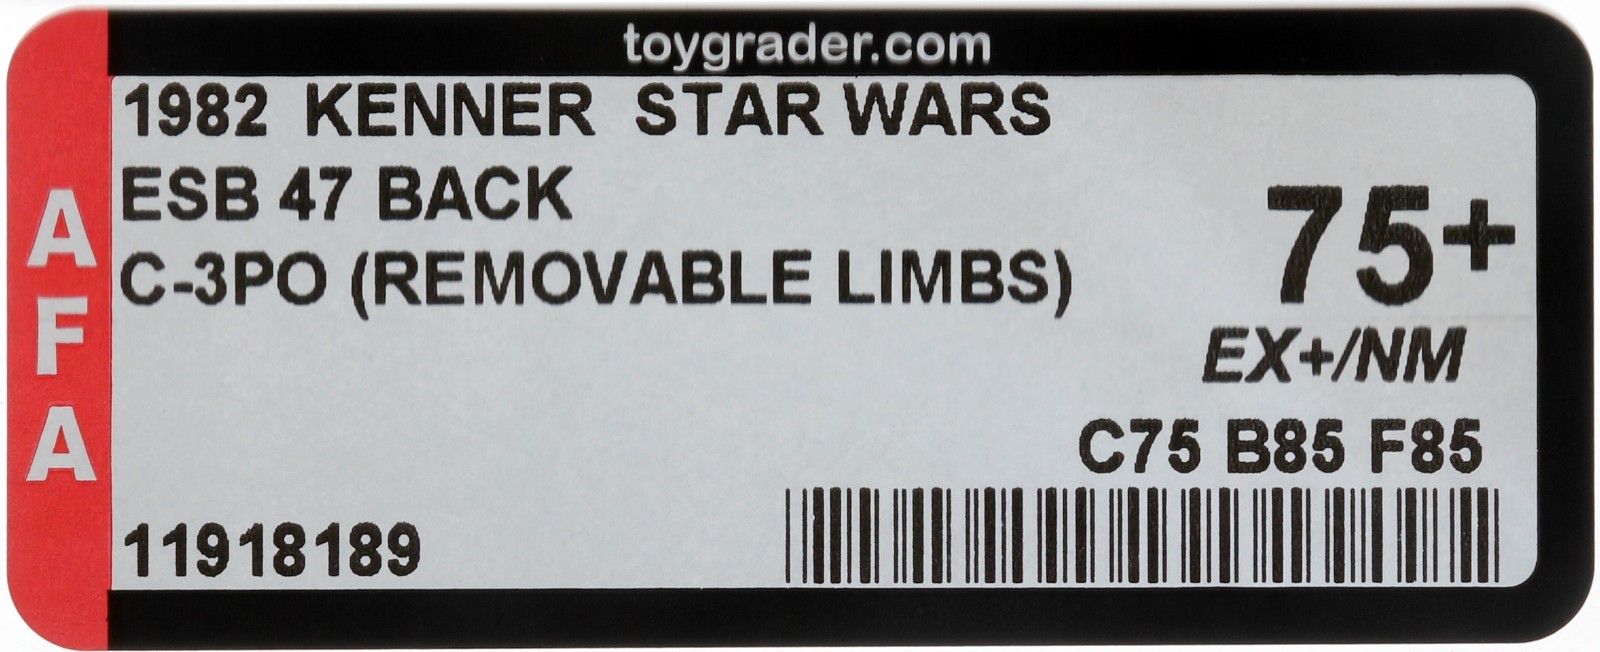 toygrader.com
1982 KENNER STAR WARS
ESB 47 BACK
C-3PO (REMOVABLE LIMBS)
75+
EX+/NM
C75 B85 F85
11918189
AFA